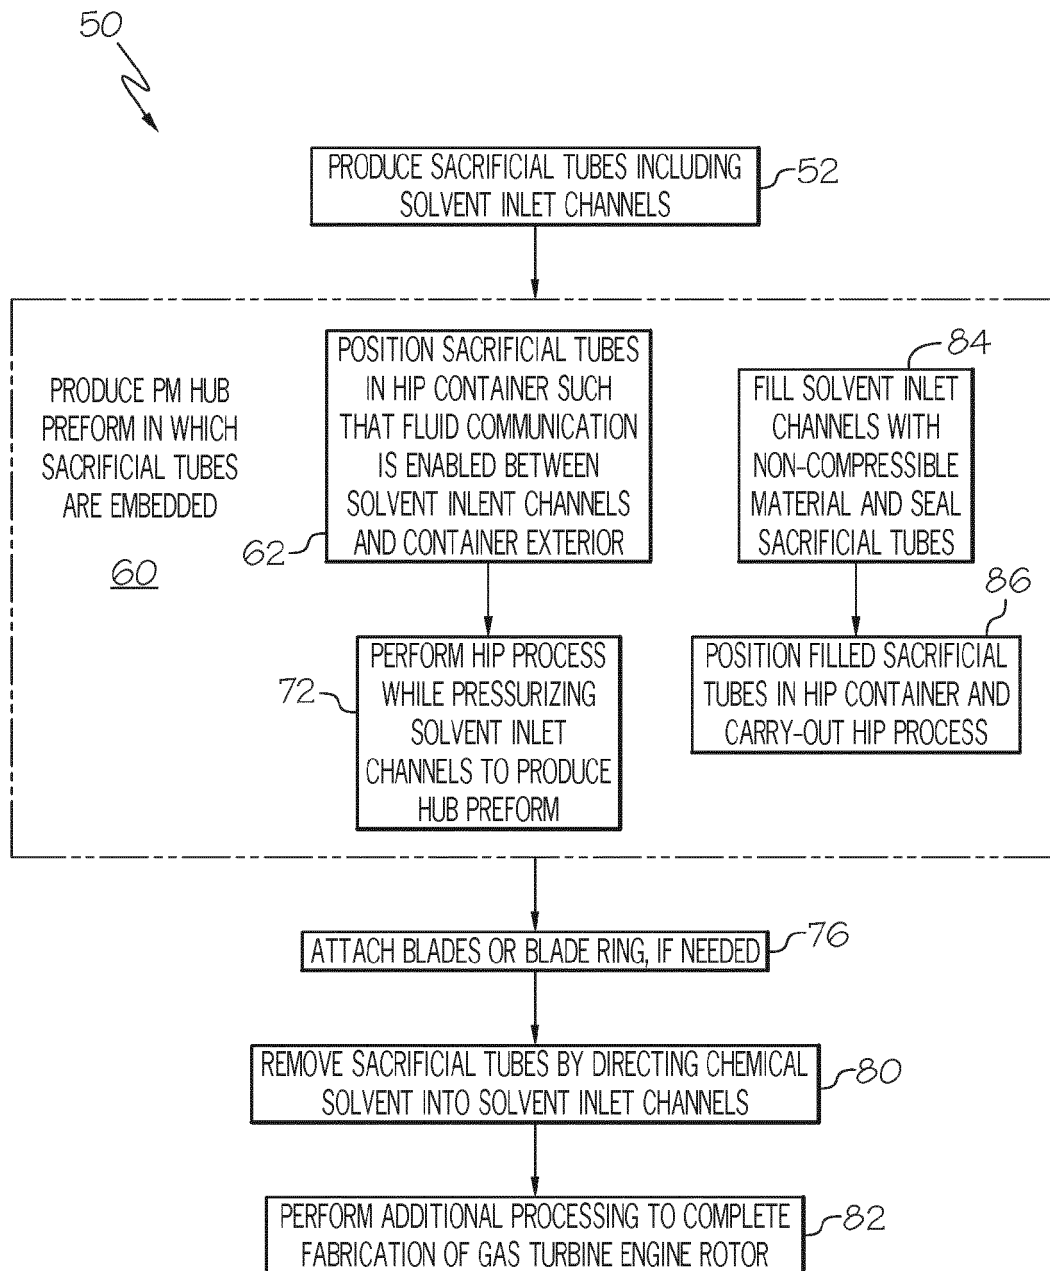 50
PRODUCE SACRIFICIAL TUBES INCLUDING
SOLVENT INLET CHANNELS
52
PRODUCE PM HUB
PREFORM IN WHICH
SACRIFICIAL TUBES
ARE EMBEDDED
60
POSITION SACRIFICIAL TUBES
IN HIP CONTAINER SUCH
THAT FLUID COMMUNICATION
IS ENABLED BETWEEN
SOLVENT INLENT CHANNELS
AND CONTAINER EXTERIOR
62
PERFORM HIP PROCESS
WHILE PRESSURIZING
SOLVENT INLET
CHANNELS TO PRODUCE
HUB PREFORM
72
84
FILL SOLVENT INLET
CHANNELS WITH
NON-COMPRESSIBLE
MATERIAL AND SEAL
SACRIFICIAL TUBES
86
POSITION FILLED SACRIFICIAL
TUBES IN HIP CONTAINER AND
CARRY-OUT HIP PROCESS
ATTACH BLADES OR BLADE RING, IF NEEDED
76
REMOVE SACRIFICIAL TUBES BY DIRECTING CHEMICAL
SOLVENT INTO SOLVENT INLET CHANNELS
80
PERFORM ADDITIONAL PROCESSING TO COMPLETE
FABRICATION OF GAS TURBINE ENGINE ROTOR
82